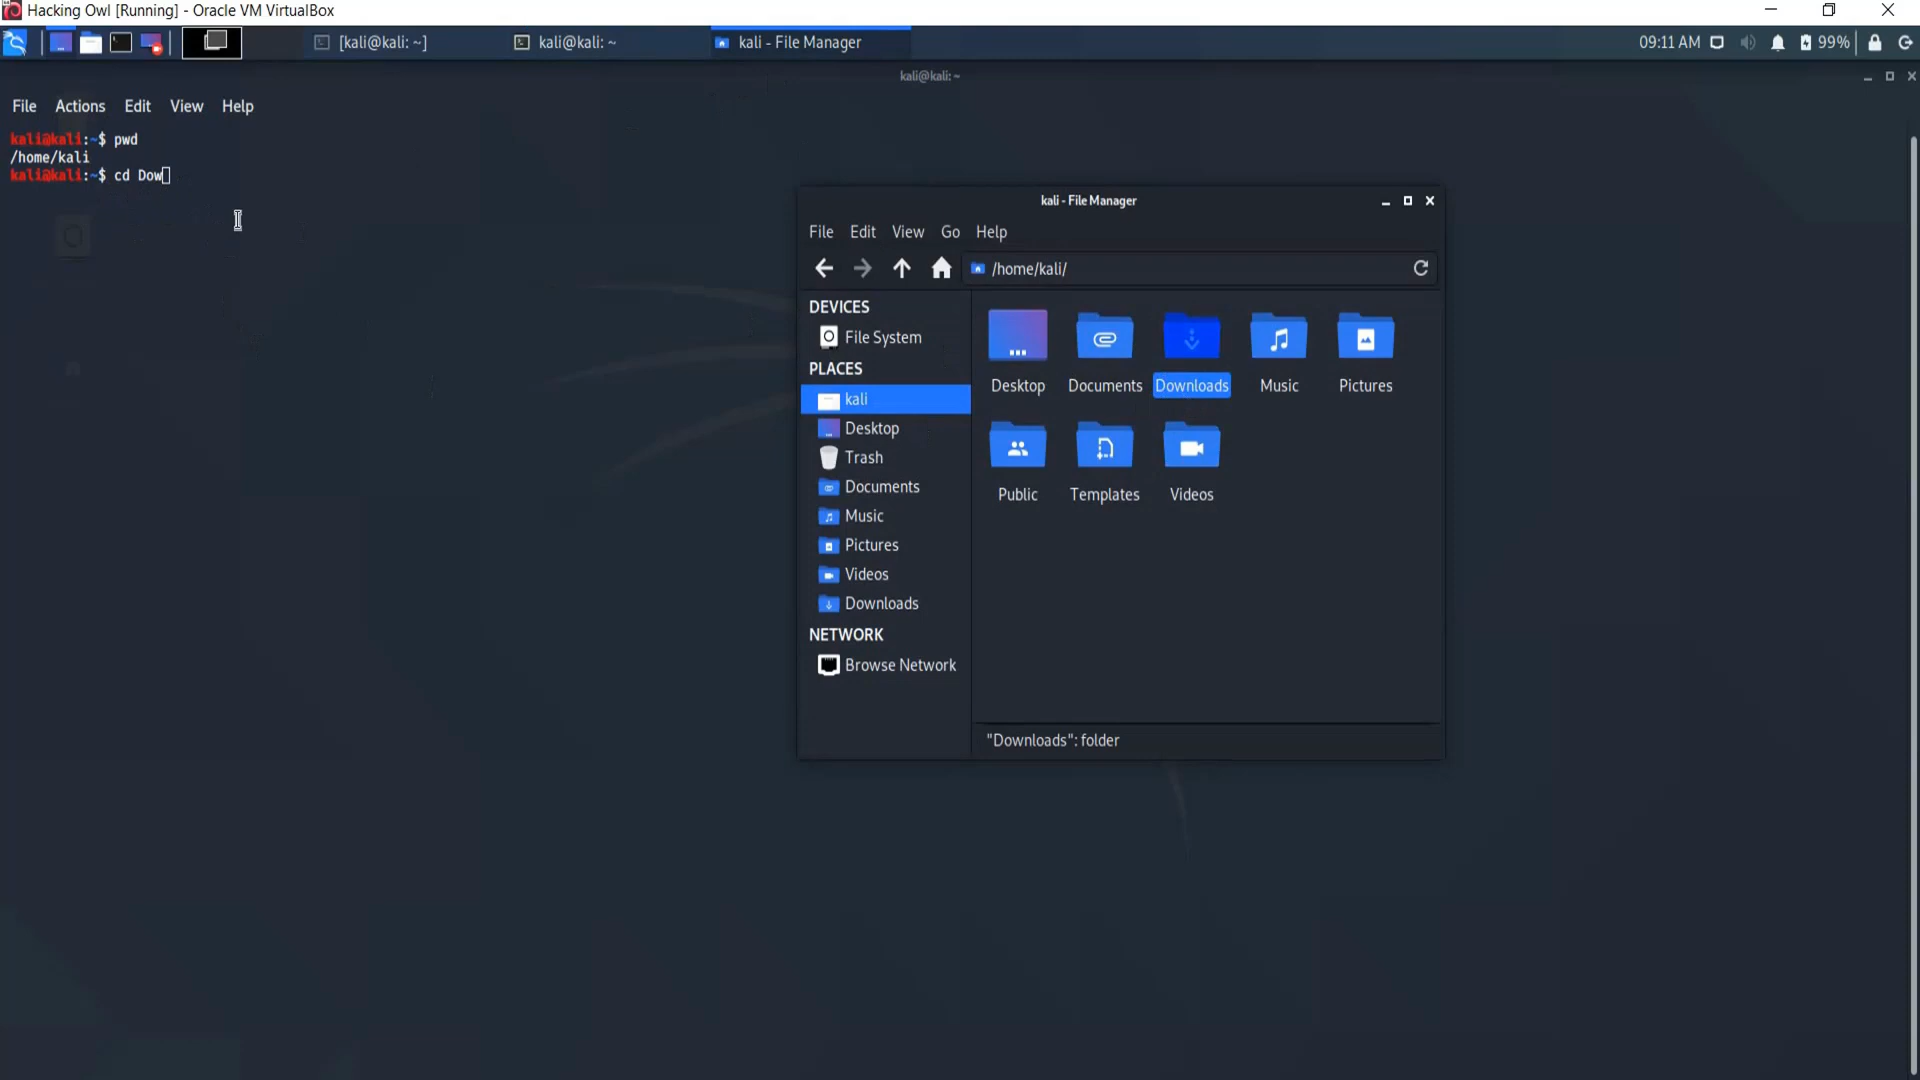 Hacking Owl [Running] - Oracle VM VirtualBox
[kali@kali: ~]
kali@kali: ~
kali - File Manager
09:11 AM
99%
kali@kali: ~
File Actions Edit View Help
kali@kali:~$ pwd
/home/kali
kali@kali:~$ cd Dow
kali - File Manager
File Edit View Go Help
/home/kali/
DEVICES
File System
PLACES
kali
Desktop
Trash
Documents
Music
Pictures
Videos
Downloads
NETWORK
Browse Network
Desktop Documents Downloads Music Pictures
Public Templates Videos
"Downloads": folder